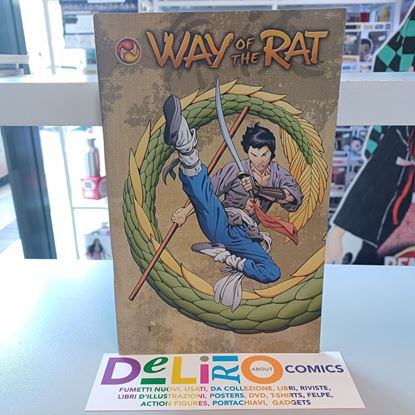 WAY OF THE RAT
DeLiRiO ABOUT COMICS
FUMETTI NUOVI, USATI, DA COLLEZIONE, LIBRI, RIVISTE,
LIBRI D'ILLUSTRAZIONI, POSTERS, DVD, T-SHIRTS, FELPE,
ACTION FIGURES, PORTACHIAVI, GADGETS